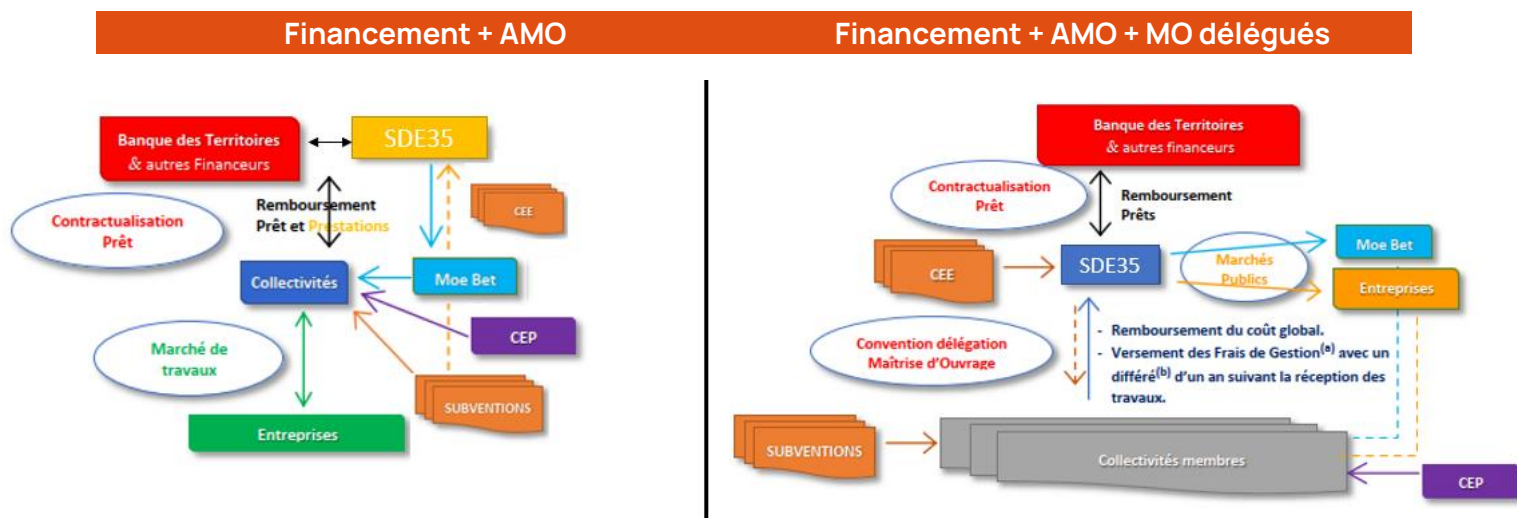 Financement + AMO
Financement + AMO + MO délégués
Banque des Territoires
& autres Financeurs
SDE35
Contractualisation
Prêt
Remboursement
Prêt et Prestations
CEE
Collectivités
Moe Bet
CEP
Marché de
travaux
SUBVENTIONS
Entreprises
Banque des Territoires
& autres financeurs
Contractualisation
Prêt
Remboursement
Prêts
CEE
SDE35
Marchés
Publics
Moe Bet
Entreprises
Convention délégation
Maîtrise d'Ouvrage
- Remboursement du coût global.
- Versement des Frais de Gestion(a) avec un
différé(b) d'un an suivant la réception des
travaux.
SUBVENTIONS
Collectivités membres
CEP